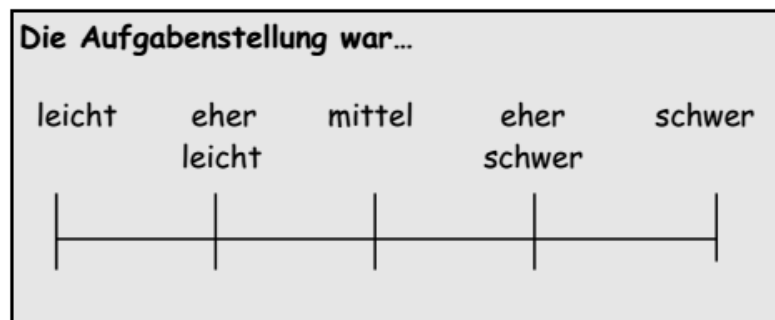 Die Aufgabenstellung war...
leicht eher mittel eher schwer
leicht schwer